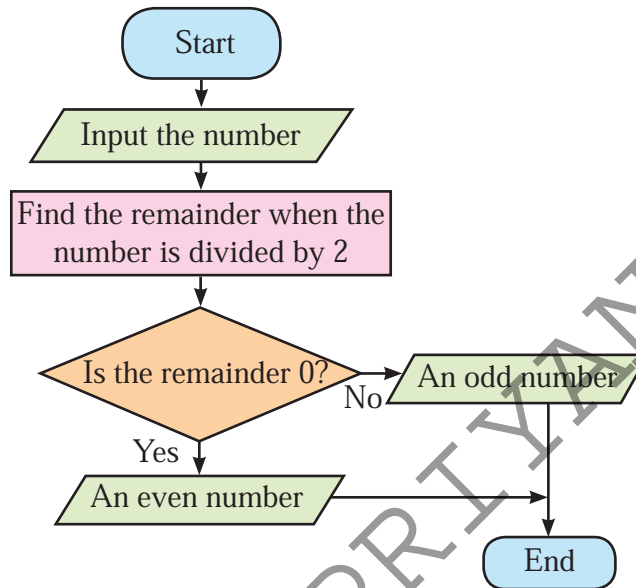 Start
Input the number
Find the remainder when the
number is divided by 2
Is the remainder 0?
No
An odd number
Yes
An even number
End
PRIYAN